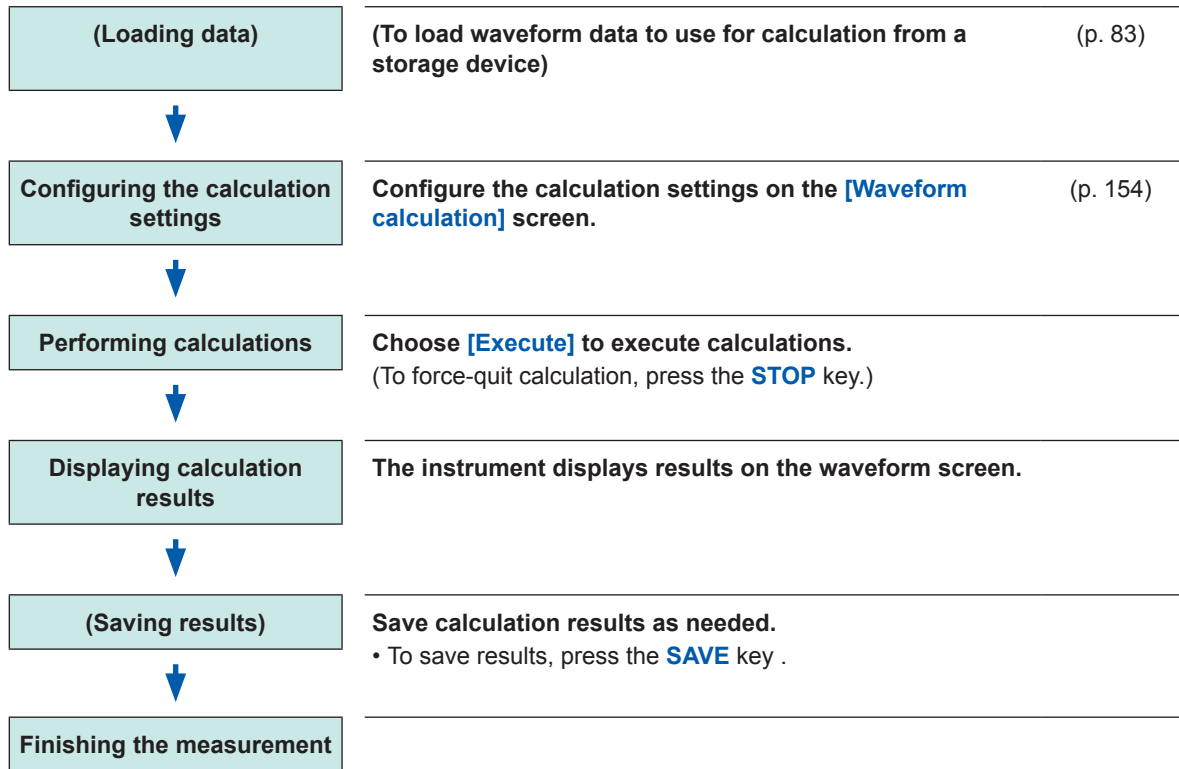 (Loading data)
(To load waveform data to use for calculation from a
storage device)
(p. 83)
Configuring the calculation
settings
Configure the calculation settings on the [Waveform
calculation] screen.
(p. 154)
Performing calculations
Choose [Execute] to execute calculations.
(To force-quit calculation, press the STOP key.)
Displaying calculation
results
The instrument displays results on the waveform screen.
(Saving results)
Save calculation results as needed.
• To save results, press the SAVE key .
Finishing the measurement